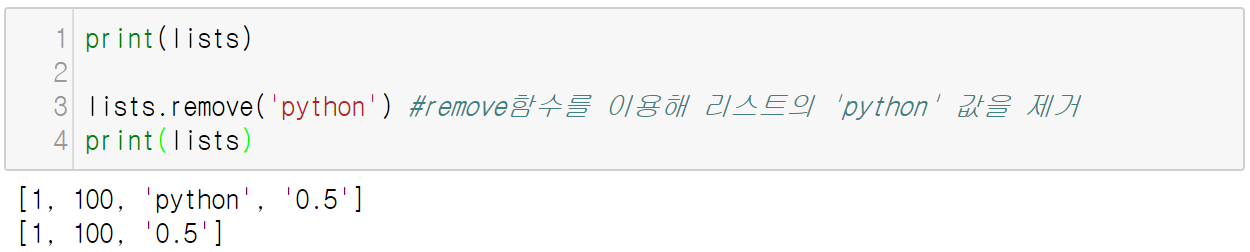 1 print(lists)
2
3 lists.remove('python') #remove함수를 이용해 리스트의 'python' 값을 제거
4 print(lists)
[1, 100, 'python', '0.5']
[1, 100, '0.5']